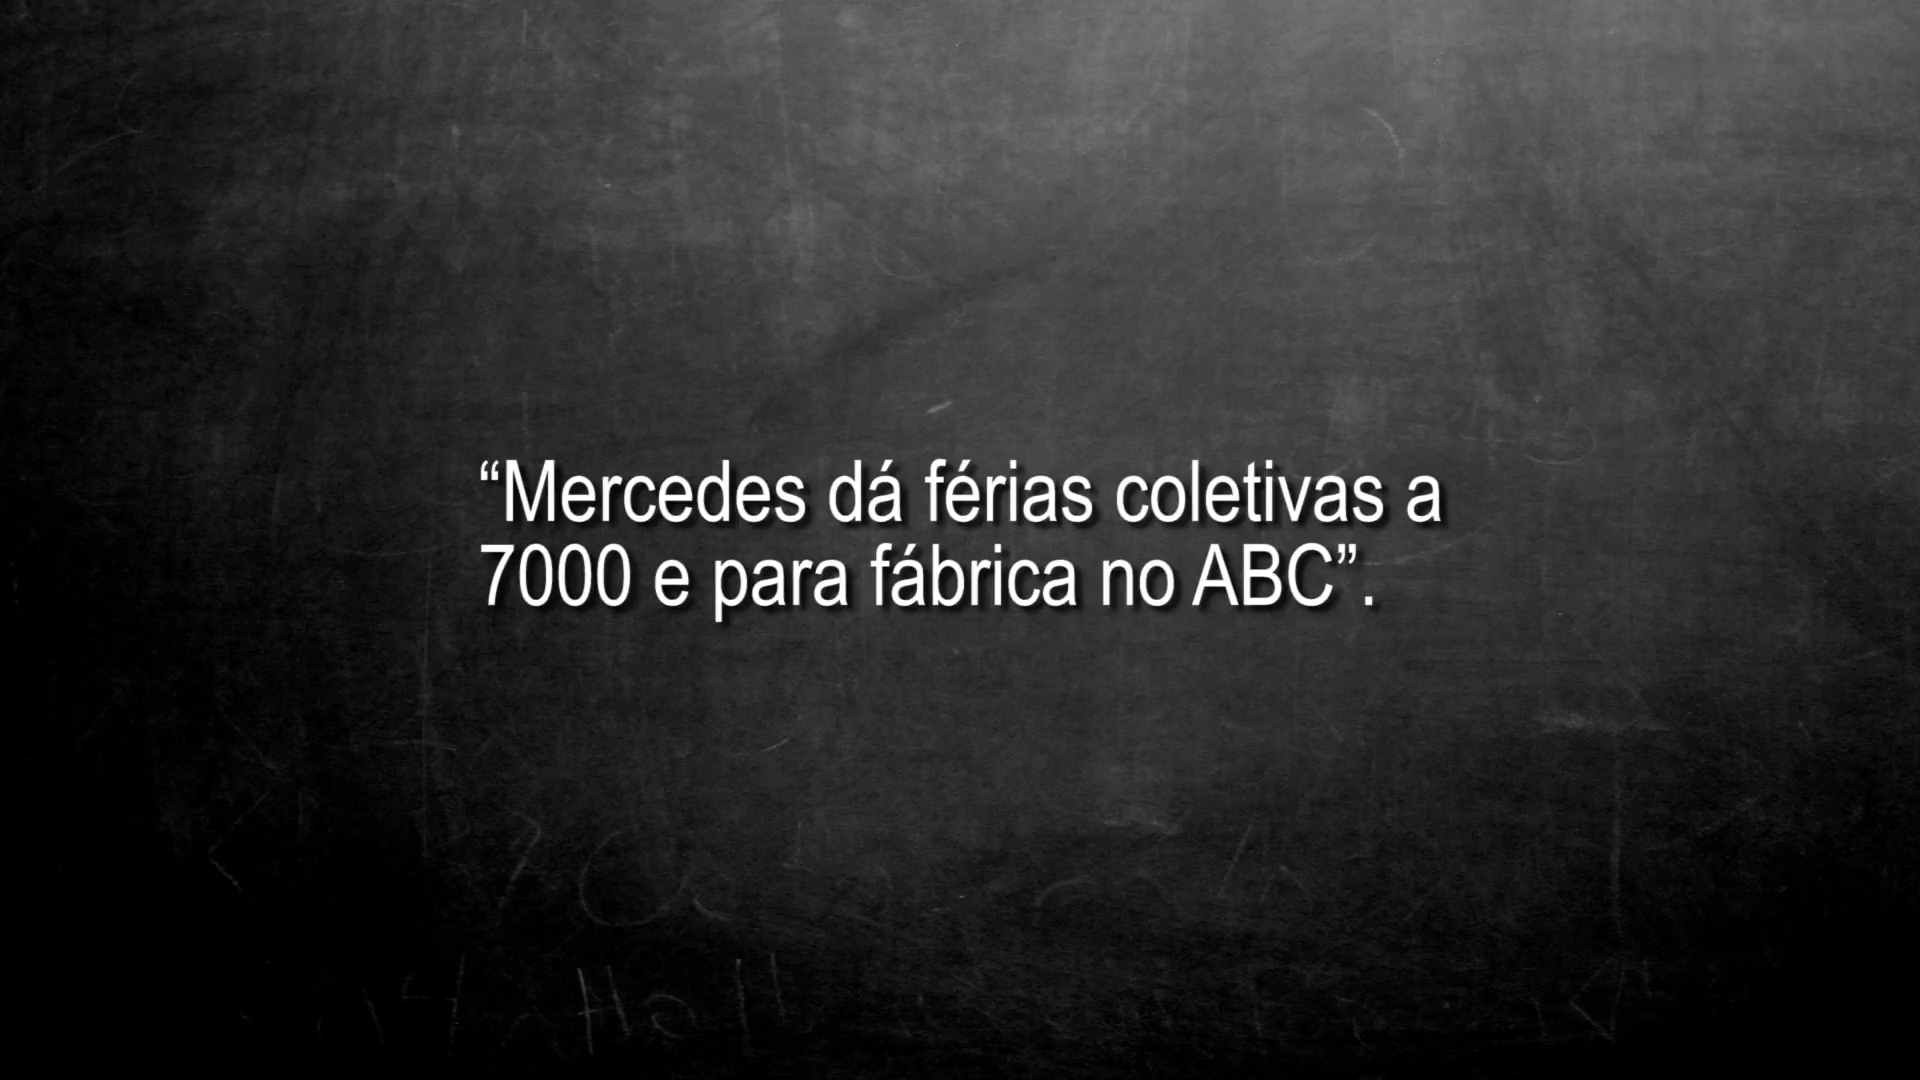 “Mercedes dá férias coletivas a
7000 e para fábrica no ABC”.